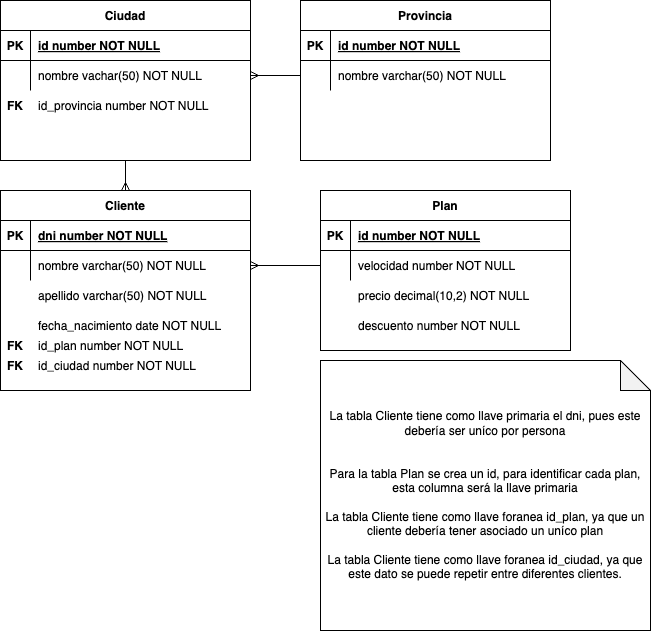 Ciudad
PK id number NOT NULL
nombre vachar(50) NOT NULL
FK id_provincia number NOT NULL
Provincia
PK id number NOT NULL
nombre varchar(50) NOT NULL
Cliente
PK dni number NOT NULL
nombre varchar(50) NOT NULL
apellido varchar(50) NOT NULL
fecha_nacimiento date NOT NULL
FK id_plan number NOT NULL
FK id_ciudad number NOT NULL
Plan
PK id number NOT NULL
velocidad number NOT NULL
precio decimal(10,2) NOT NULL
descuento number NOT NULL
La tabla Cliente tiene como llave primaria el dni, pues este
debería ser uníco por persona
Para la tabla Plan se crea un id, para identificar cada plan,
esta columna será la llave primaria
La tabla Cliente tiene como llave foranea id_plan, ya que un
cliente debería tener asociado un uníco plan
La tabla Cliente tiene como llave foranea id_ciudad, ya que
este dato se puede repetir entre diferentes clientes.